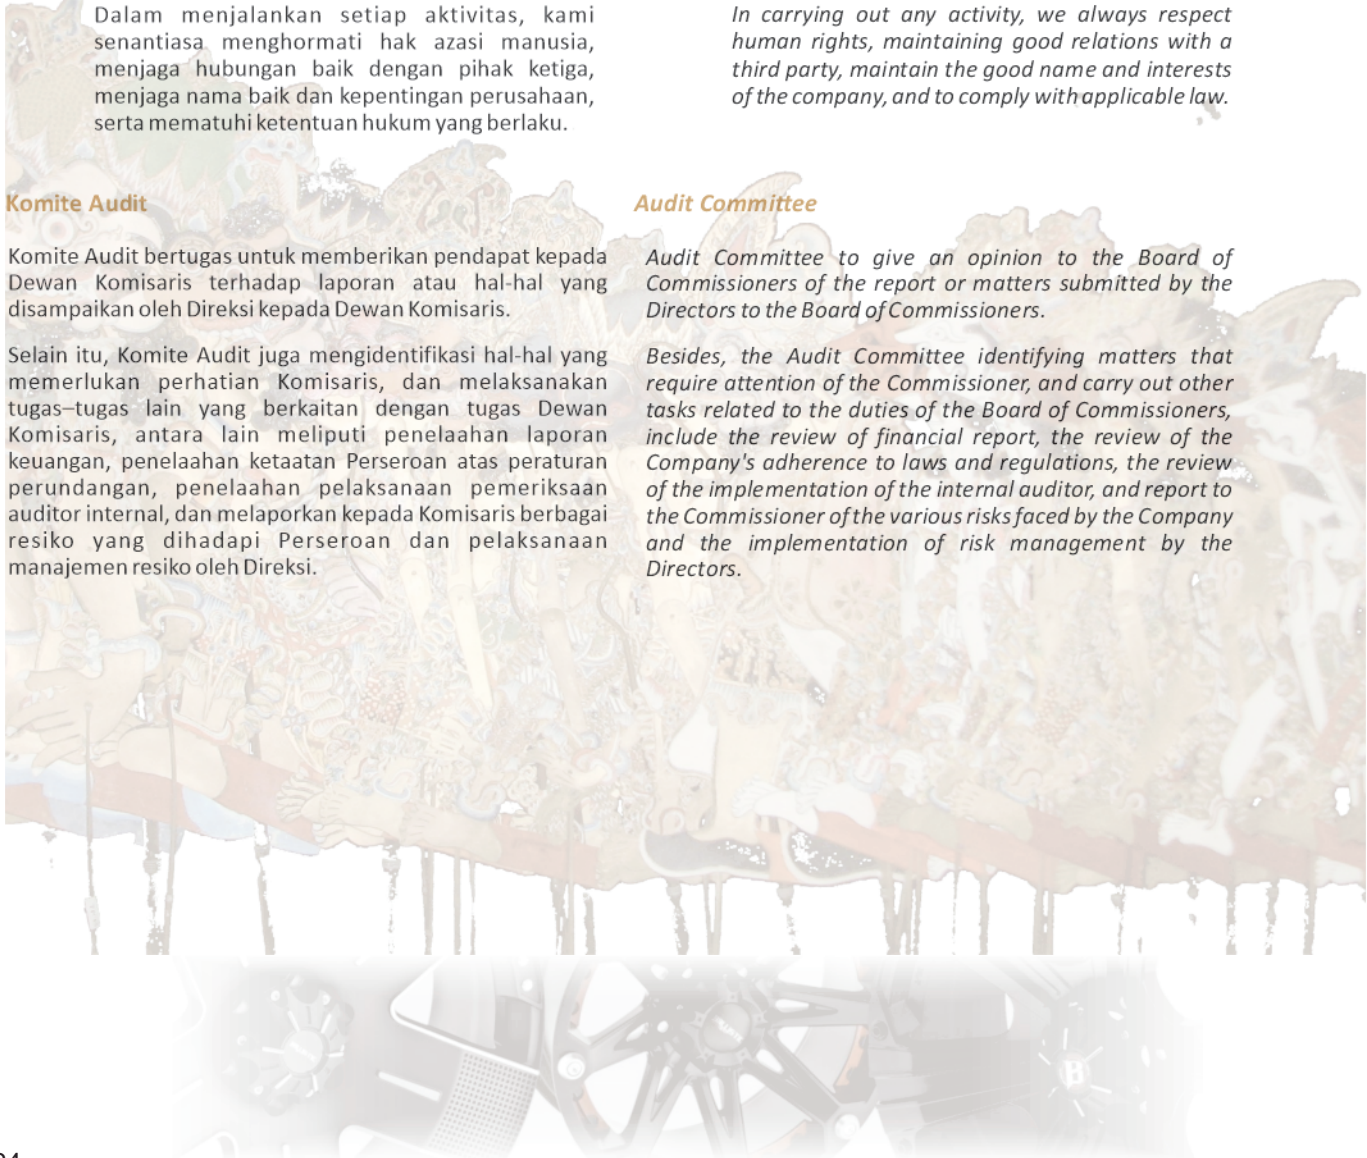 Dalam menjalankan setiap aktivitas, kami
senantiasa menghormati hak azasi manusia,
menjaga hubungan baik dengan pihak ketiga,
menjaga nama baik dan kepentingan perusahaan,
serta mematuhi ketentuan hukum yang berlaku.
In carrying out any activity, we always respect
human rights, maintaining good relations with a
third party, maintain the good name and interests
of the company, and to comply with applicable law.
Komite Audit
Komite Audit bertugas untuk memberikan pendapat kepada
Dewan Komisaris terhadap laporan atau hal-hal yang
disampaikan oleh Direksi kepada Dewan Komisaris.
Selain itu, Komite Audit juga mengidentifikasi hal-hal yang
memerlukan perhatian Komisaris, dan melaksanakan
tugas–tugas lain yang berkaitan dengan tugas Dewan
Komisaris, antara lain meliputi penelaahan laporan
keuangan, penelaahan ketaatan Perseroan atas peraturan
perundangan, penelaahan pelaksanaan pemeriksaan
auditor internal, dan melaporkan kepada Komisaris berbagai
resiko yang dihadapi Perseroan dan pelaksanaan
manajemen resiko oleh Direksi.
Audit Committee
Audit Committee to give an opinion to the Board of
Commissioners of the report or matters submitted by the
Directors to the Board of Commissioners.
Besides, the Audit Committee identifying matters that
require attention of the Commissioner, and carry out other
tasks related to the duties of the Board of Commissioners,
include the review of financial report, the review of the
Company's adherence to laws and regulations, the review
of the implementation of the internal auditor, and report to
the Commissioner of the various risks faced by the Company
and the implementation of risk management by the
Directors.